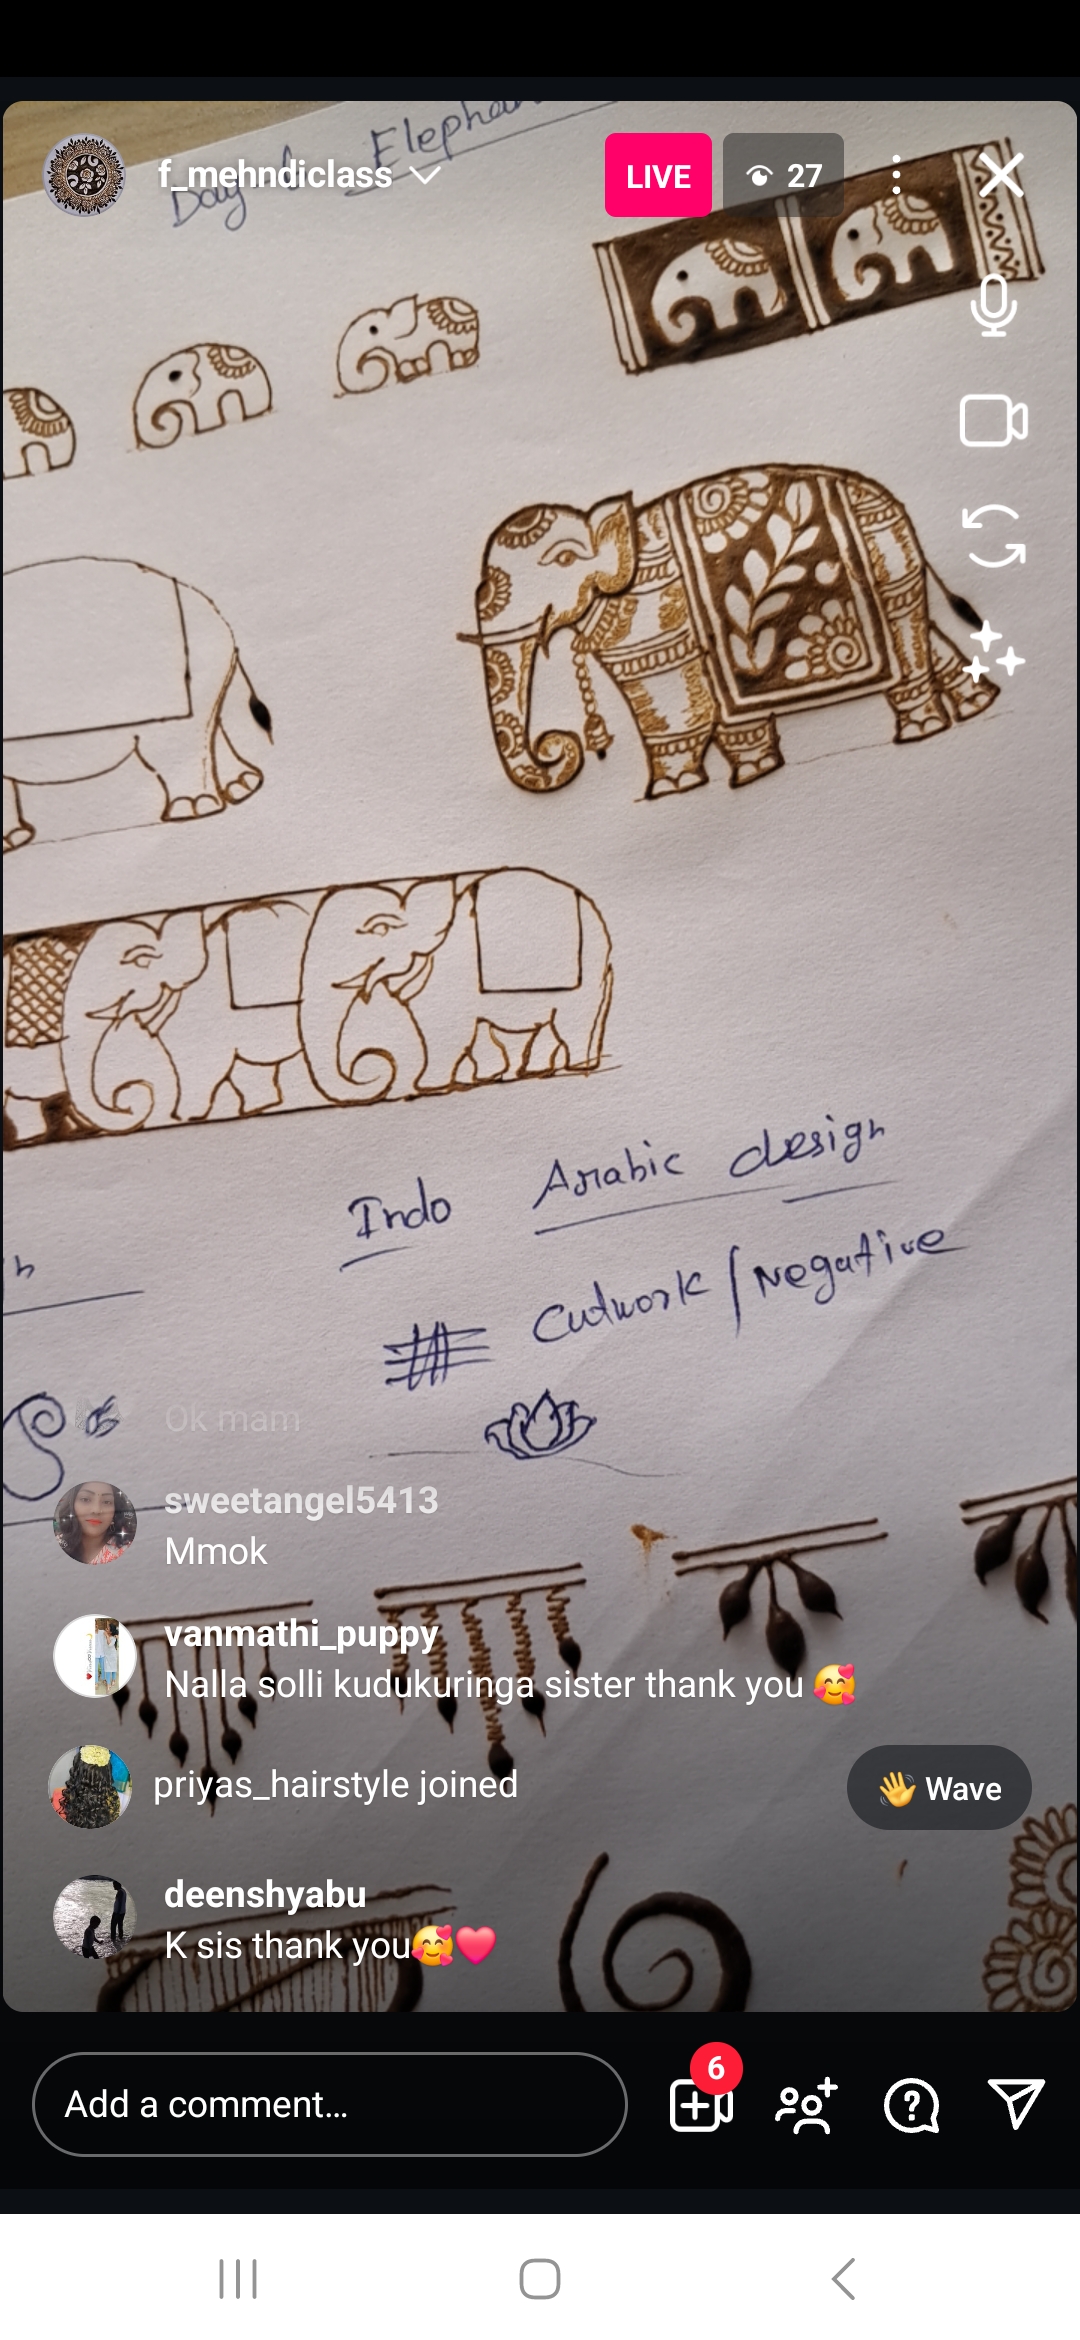 Elephan
f_mehndiclass
LIVE
27
Day
Indo Arabic design
h
Cutwork / Negative
Ok mam
sweetangel5413
Mmok
vanmathi_puppy
Nalla solli kudukuringa sister thank you 🥰
priyas_hairstyle joined
👋 Wave
deenshyabu
K sis thank you🥰❤️
6
Add a comment...